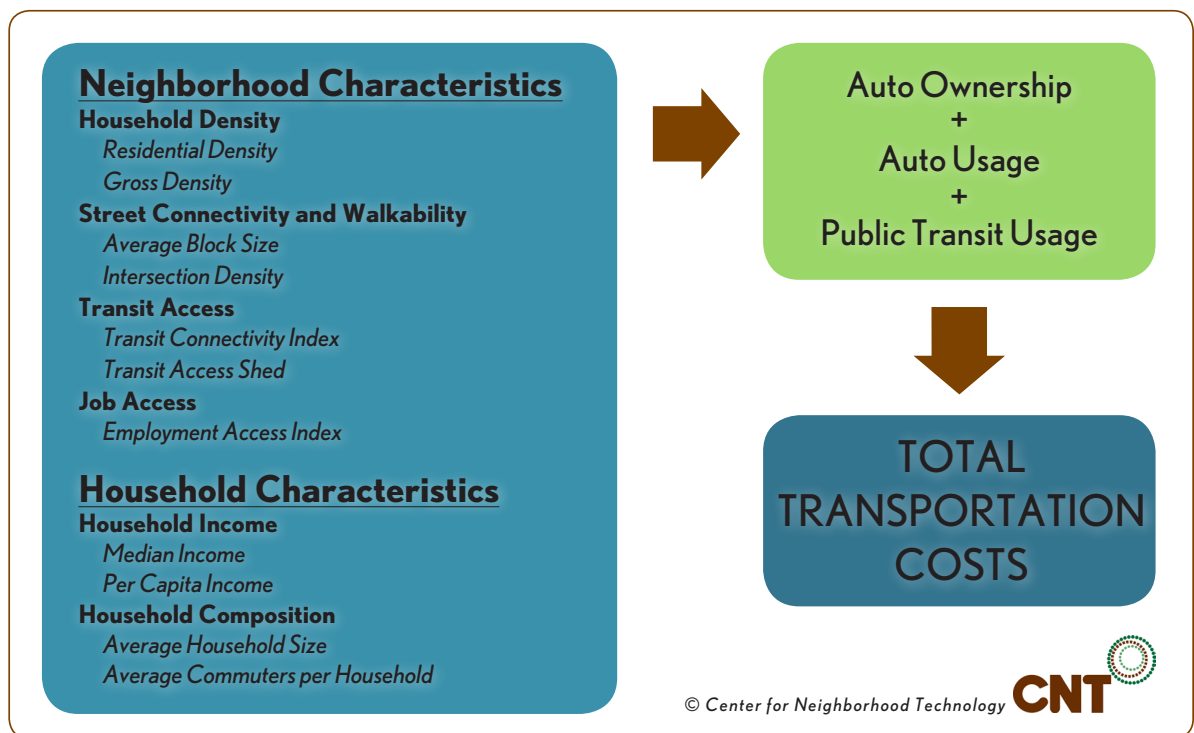 Neighborhood Characteristics
Household Density
Residential Density
Gross Density
Street Connectivity and Walkability
Average Block Size
Intersection Density
Transit Access
Transit Connectivity Index
Transit Access Shed
Job Access
Employment Access Index
Household Characteristics
Household Income
Median Income
Per Capita Income
Household Composition
Average Household Size
Average Commuters per Household
Auto Ownership
+
Auto Usage
+
Public Transit Usage
TOTAL
TRANSPORTATION
COSTS
© Center for Neighborhood Technology CNT